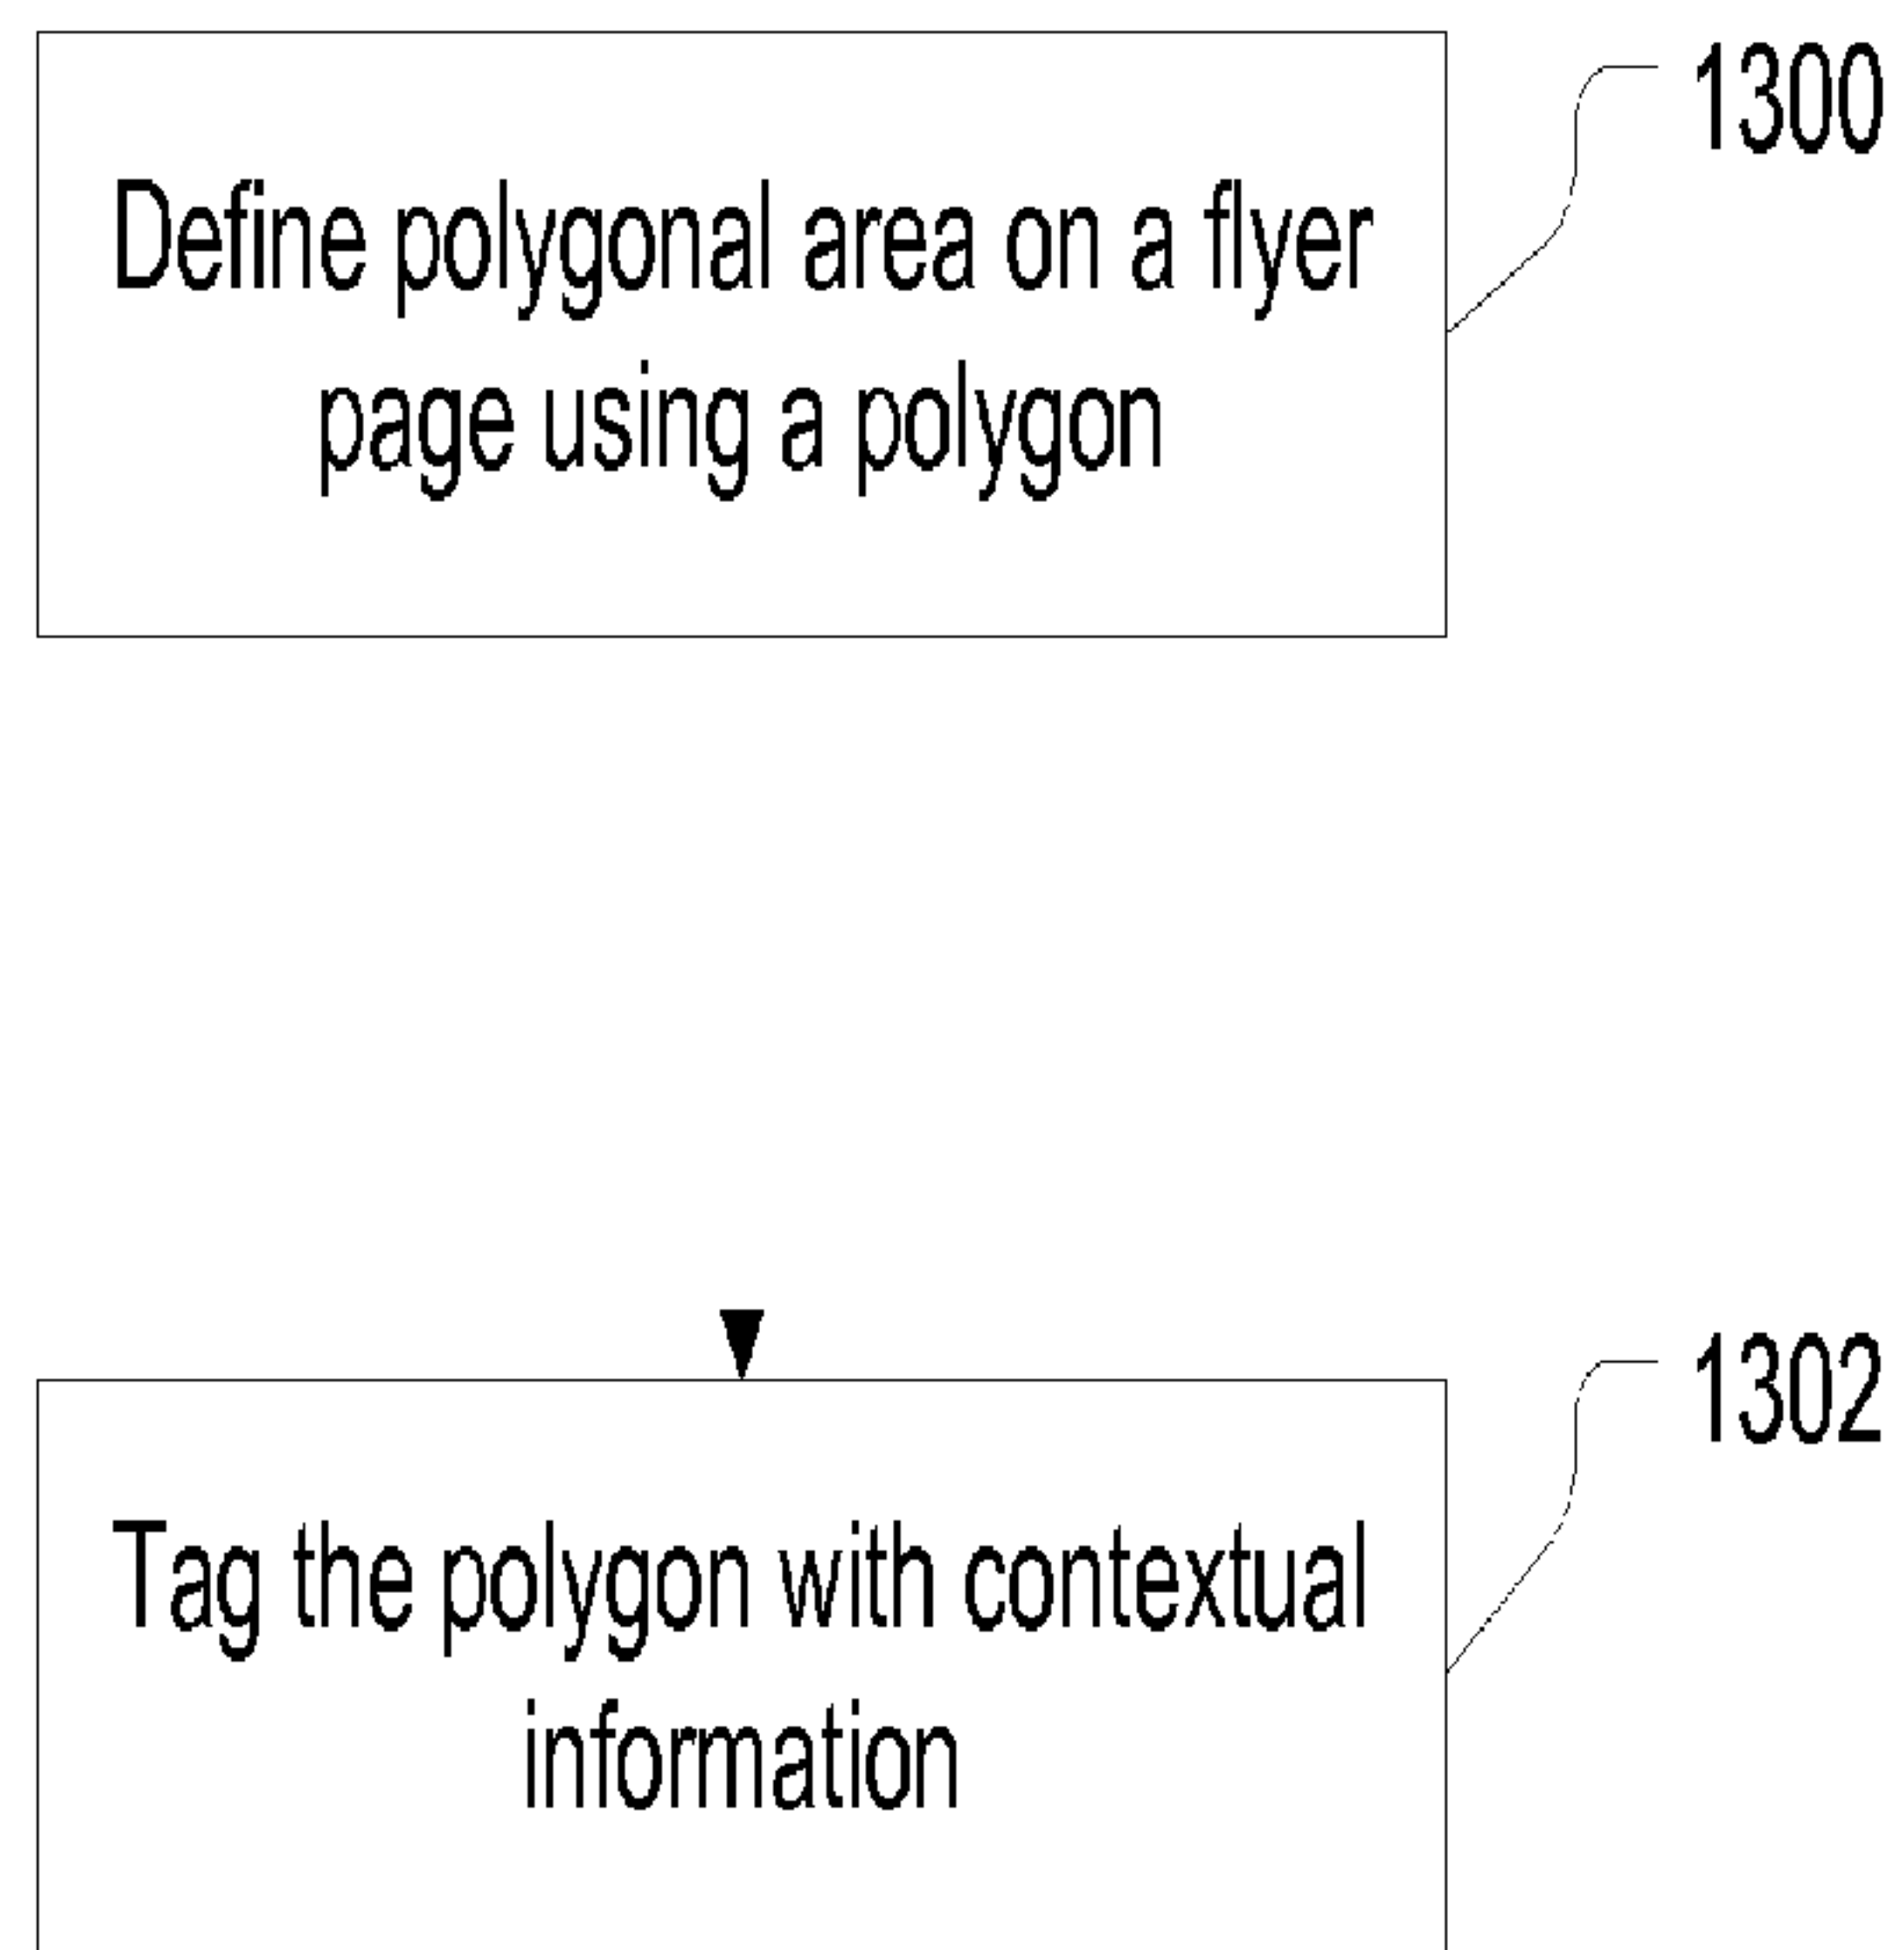 1300
Define polygonal area on a flyer
page using a polygon
1302
Tag the polygon with contextual
information